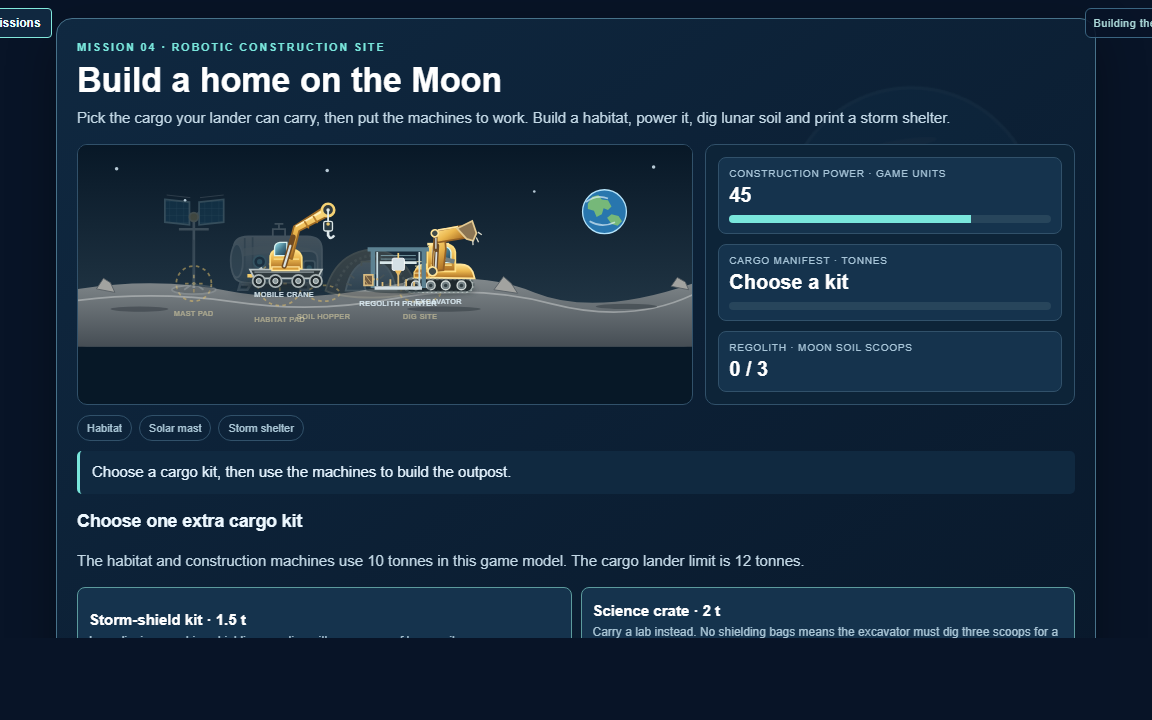 issions
Building the
MISSION 04 · ROBOTIC CONSTRUCTION SITE
Build a home on the Moon
Pick the cargo your lander can carry, then put the machines to work. Build a habitat, power it, dig lunar soil and print a storm shelter.
MOBILE CRANE
REGOLITH PRINTER
EXCAVATOR
MAST PAD
HABITAT PAD
SOIL HOPPER
DIG SITE
CONSTRUCTION POWER · GAME UNITS
45
CARGO MANIFEST · TONNES
Choose a kit
REGOLITH · MOON SOIL SCOOPS
0 / 3
Habitat
Solar mast
Storm shelter
Choose a cargo kit, then use the machines to build the outpost.
Choose one extra cargo kit
The habitat and construction machines use 10 tonnes in this game model. The cargo lander limit is 12 tonnes.
Storm-shield kit · 1.5 t
Science crate · 2 t
Carry a lab instead. No shielding bags means the excavator must dig three scoops for a